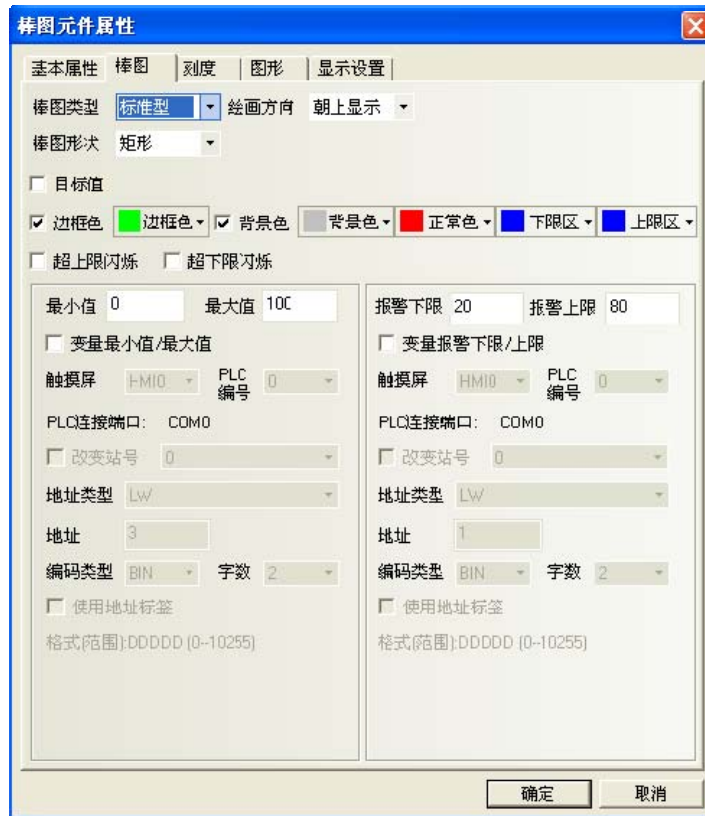 棒图元件属性
基本属性 棒图 刻度 图形 显示设置
棒图类型 标准型 绘画方向 朝上显示
棒图形状 矩形
目标值
边框色 边框色 背景色 背景色 正常色 下限区 上限区
超上限闪烁 超下限闪烁
最小值 0 最大值 100
变量最小值/最大值
触摸屏 HMI0 PLC编号 0
PLC连接端口: COM0
改变站号 0
地址类型 LW
地址 3
编码类型 BIN 字数 2
使用地址标签
格式(范围):DDDDD (0--10255)
报警下限 20 报警上限 80
变量报警下限/上限
触摸屏 HMI0 PLC编号 0
PLC连接端口: COM0
改变站号 0
地址类型 LW
地址 1
编码类型 BIN 字数 2
使用地址标签
格式(范围):DDDDD (0--10255)
确定 取消